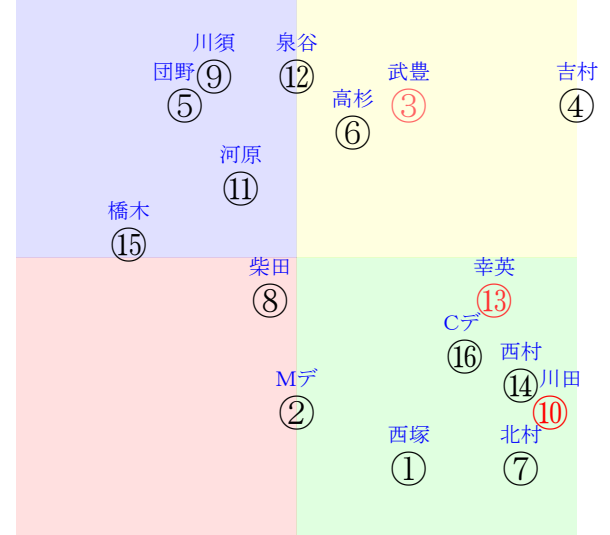 川須
泉谷
団野
⑨
⑫
武豊
吉村
⑤
高杉
③
④
⑥
河原
⑪
橋木
⑮
柴田
幸英
⑧
⑬
Cデ
西村
⑯
Mデ
⑭
川田
②
⑩
西塚
北村
①
⑦